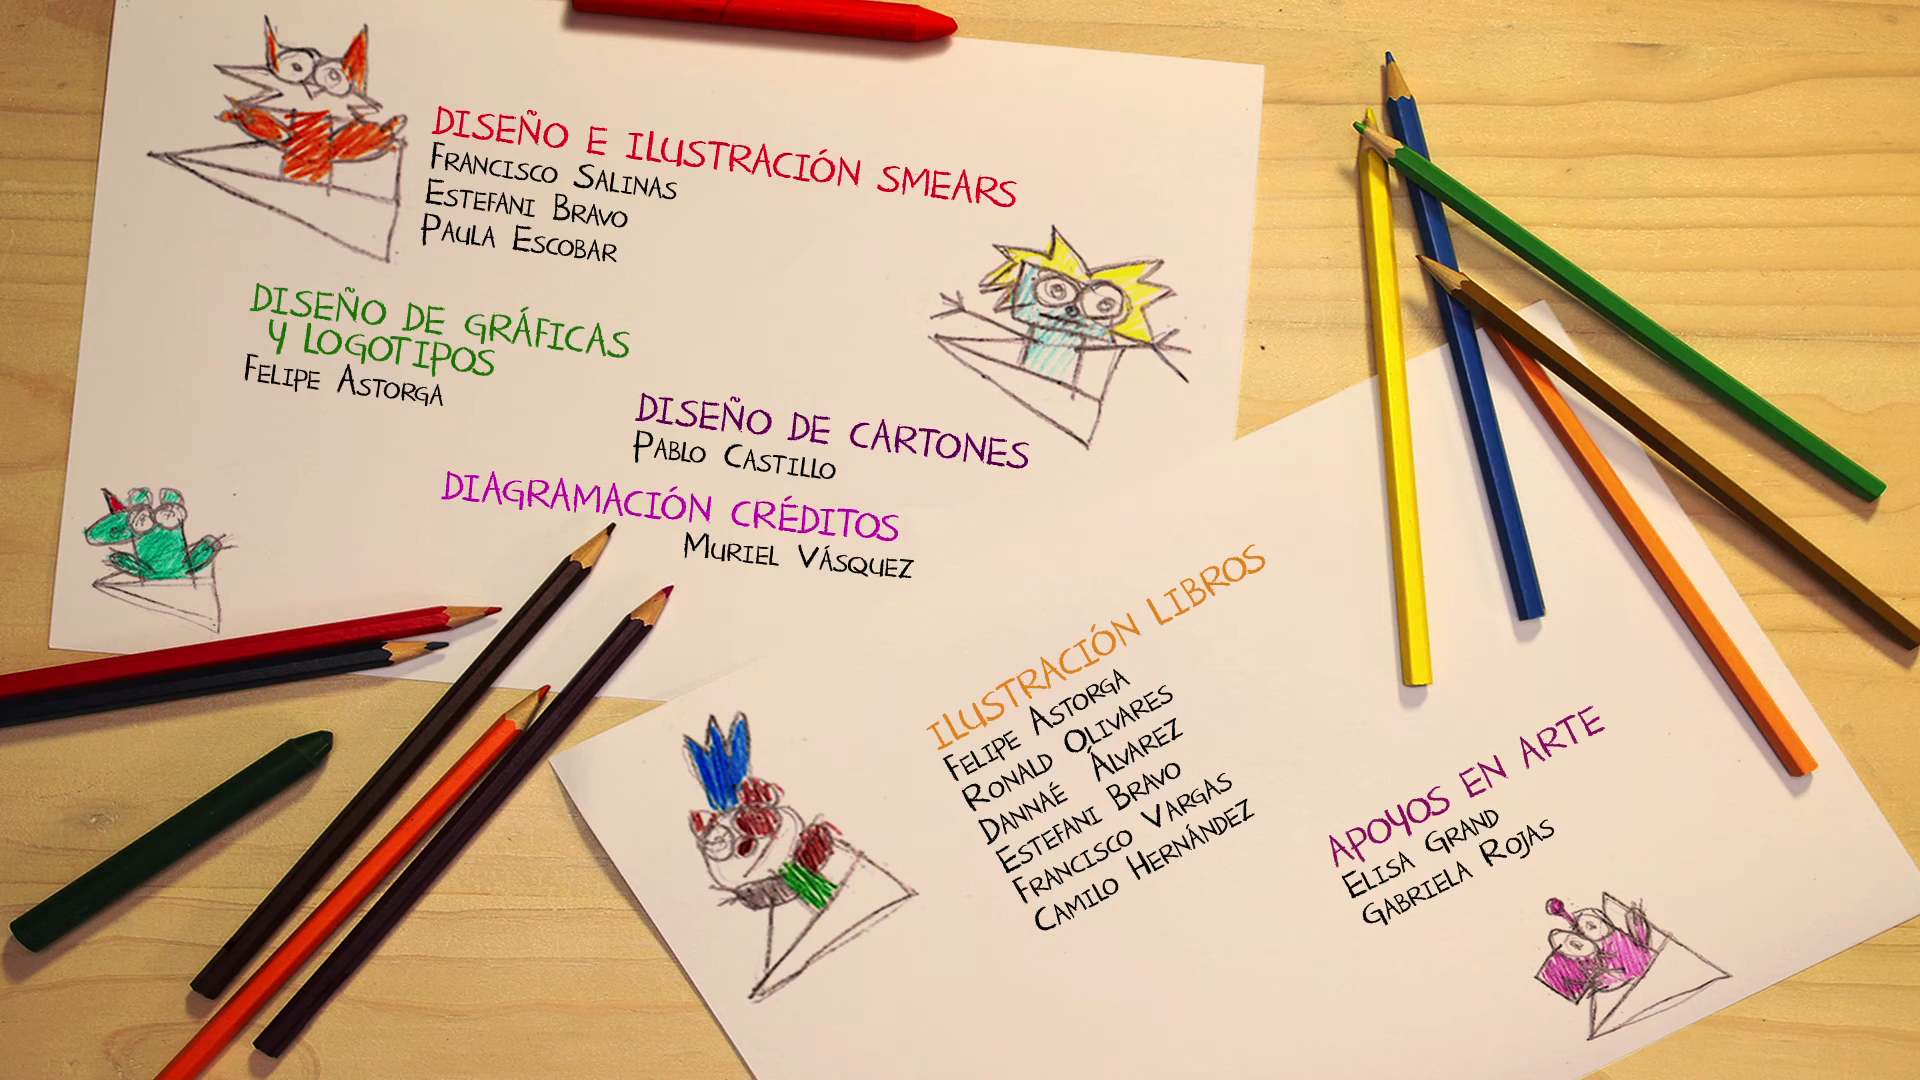 DISEÑO E ILUSTRACIÓN SMEARS
FRANCISCO SALINAS
ESTEFANI BRAVO
PAULA ESCOBAR
DISEÑO DE GRÁFICAS
Y LOGOTIPOS
FELIPE ASTORGA
DISEÑO DE CARTONES
PABLO CASTILLO
DIAGRAMACIÓN CRÉDITOS
MURIEL VÁSQUEZ
ILUSTRACIÓN LIBROS
FELIPE ASTORGA
RONALD OLIVARES
DANNAÉ ÁLVAREZ
ESTEFANI BRAVO
FRANCISCO VARGAS
CAMILO HERNÁNDEZ
APOYOS EN ARTE
ELISA GRAND
GABRIELA ROJAS